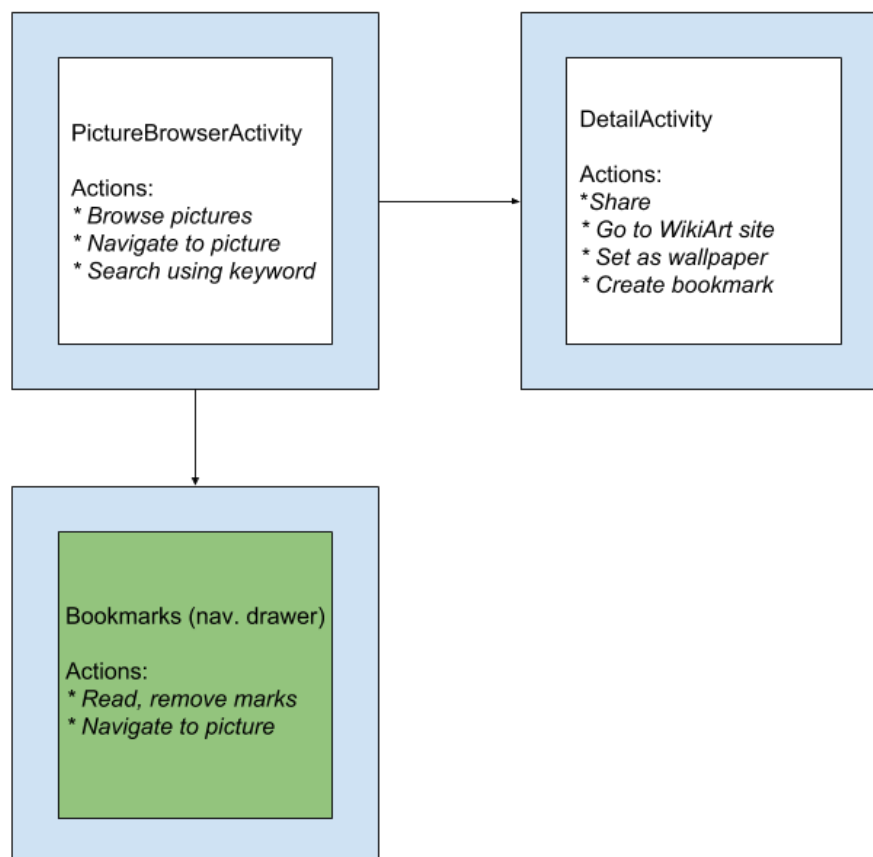 PictureBrowserActivity
Actions:
* Browse pictures
* Navigate to picture
* Search using keyword
DetailActivity
Actions:
*Share
* Go to WikiArt site
* Set as wallpaper
* Create bookmark
Bookmarks (nav. drawer)
Actions:
* Read, remove marks
* Navigate to picture